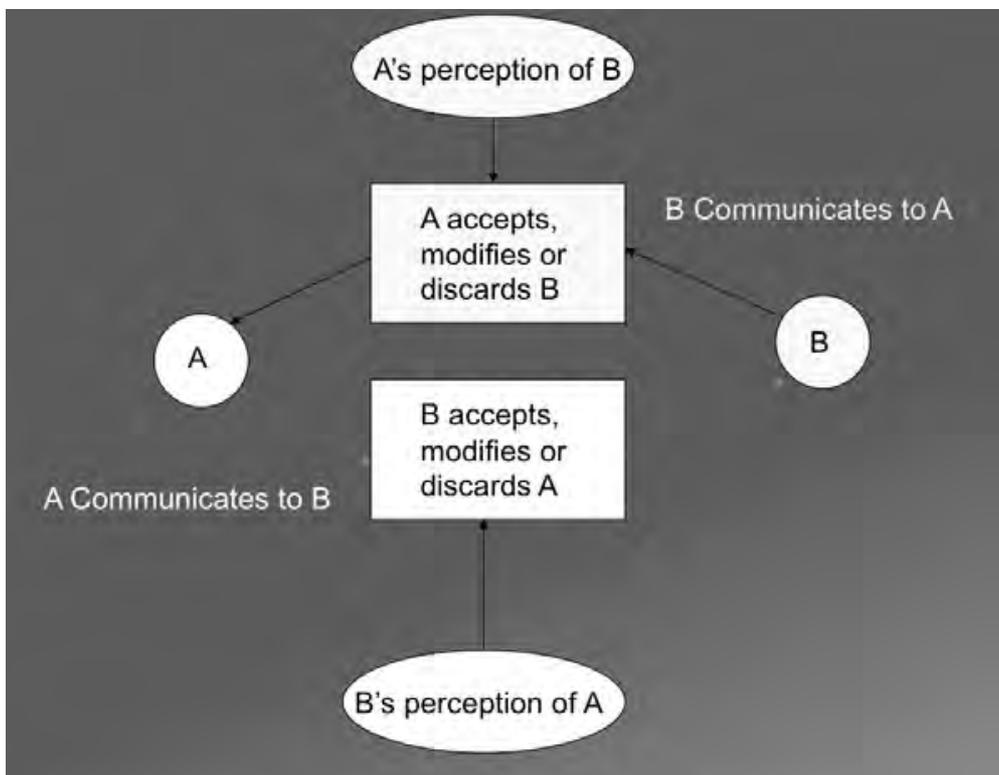 A's perception of B
A accepts,
modifies or
discards B
B Communicates to A
A
B
B accepts,
modifies or
discards A
A Communicates to B
B's perception of A